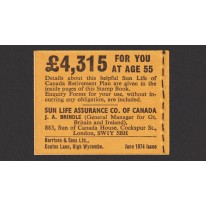 £4,315 FOR YOU
AT AGE 55
Details about this helpful Sun Life of
Canada Retirement Plan are given in
the inside pages of this Stamp Book.
Enquiry Forms for your use, without in-
curring any obligation, are included.
SUN LIFE ASSURANCE CO. OF CANADA
J. A. BRINDLE (General Manager for Gt.
Britain and Ireland)
883, Sun of Canada House, Cockspur St.,
London, SW1Y 5BH
Harrison & Sons Ltd.,
Coates Lane, High Wycombe. June 1974 Issue